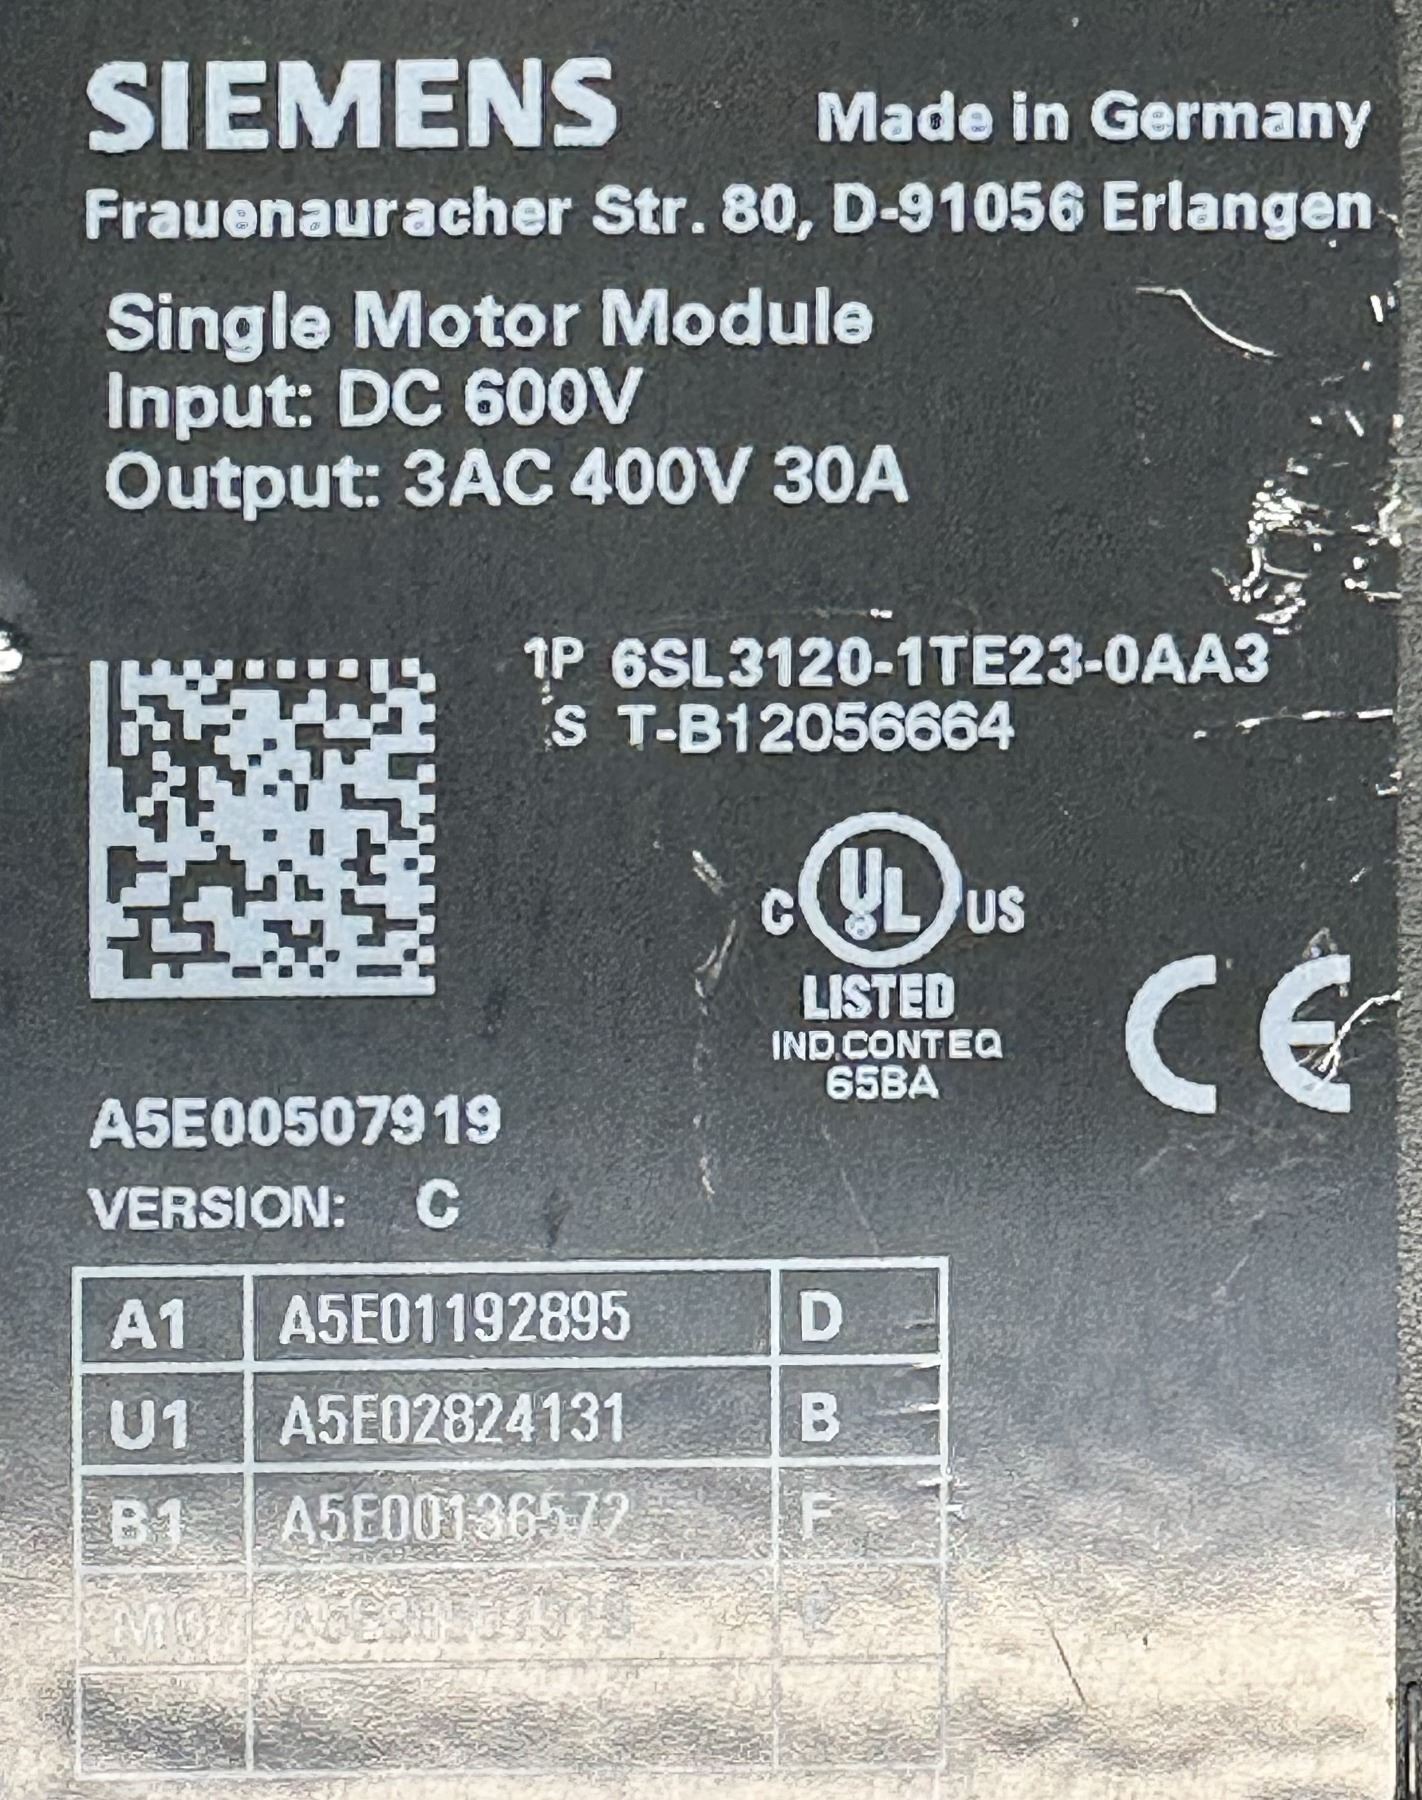 SIEMENS
Made in Germany
Frauenauracher Str. 80, D-91056 Erlangen
Single Motor Module
Input: DC 600V
Output: 3AC 400V 30A
1P 6SL3120-1TE23-0AA3
S T-B12056664
C UL US
LISTED
IND.CONT EQ
65BA
CE
A5E00507919
VERSION: C
A1 A5E01192895 D
U1 A5E02824131 B
B1 A5E00136572 F